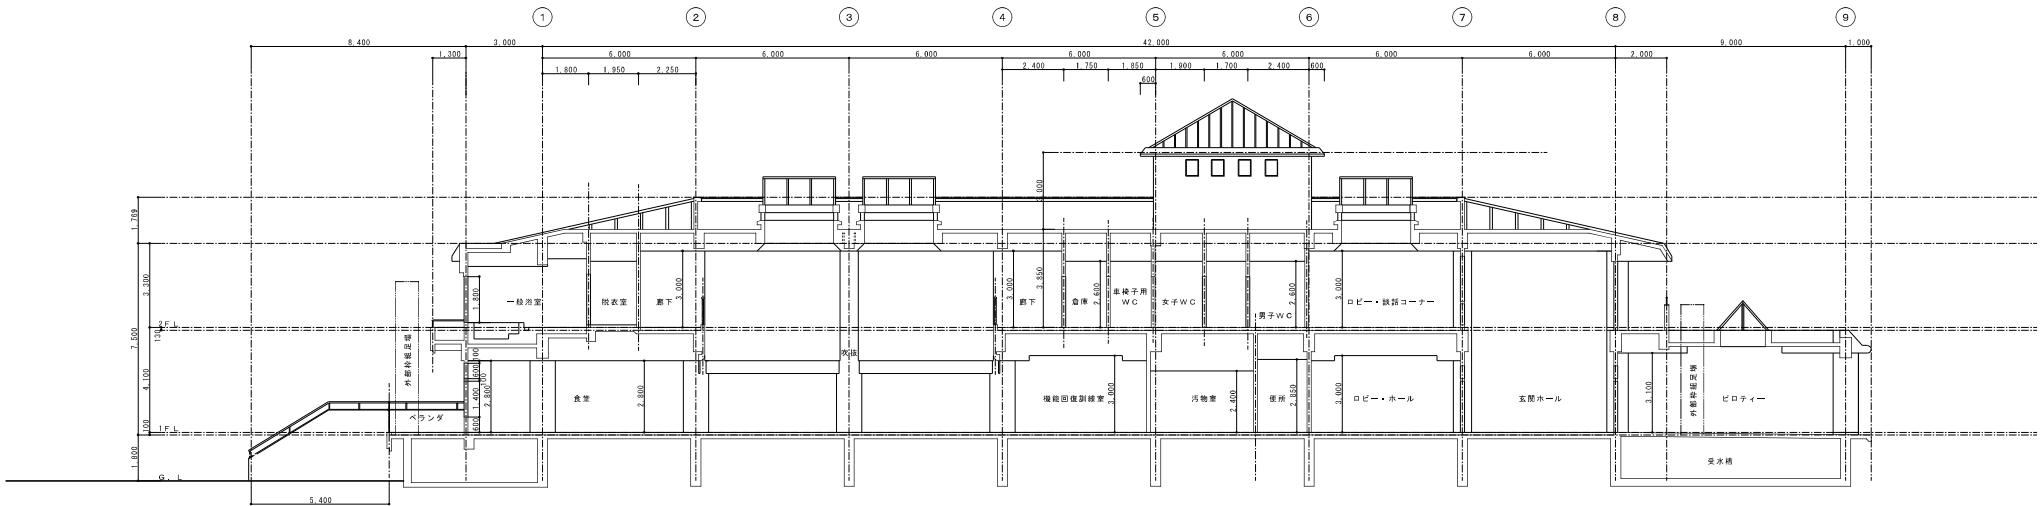 1 2 3 4 5 6 7 8 9
8,400 3,000 42,000 9,000 1,000
1,300 6,000 6,000 6,000 6,000 6,000 6,000 6,000 2,000
1,800 1,950 2,250 2,400 1,750 1,850 1,900 1,700 2,400 600
600
1,769
3,300
7,500
130
4,100
100
1,800
2FL
1FL
G.L
5,400
外部枠組足場
ベランダ
1,800
一般浴室
脱衣室
廊下
3,000
吹抜
廊下
3,000
3,850
倉庫
2,600
車椅子用
WC
女子WC
男子WC
2,600
3,000
ロビー・談話コーナー
100
600
100
1,400
600
2,800
食堂
2,800
機能回復訓練室
3,000
汚物室
2,400
便所
2,850
3,000
ロビー・ホール
玄関ホール
3,100
外部枠組足場
ピロティー
受水槽